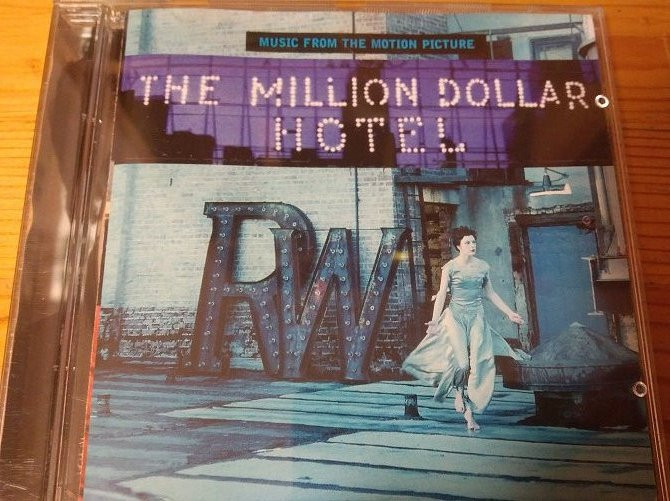 MUSIC FROM THE MOTION PICTURE
THE MILLION DOLLAR
HOTEL
RW